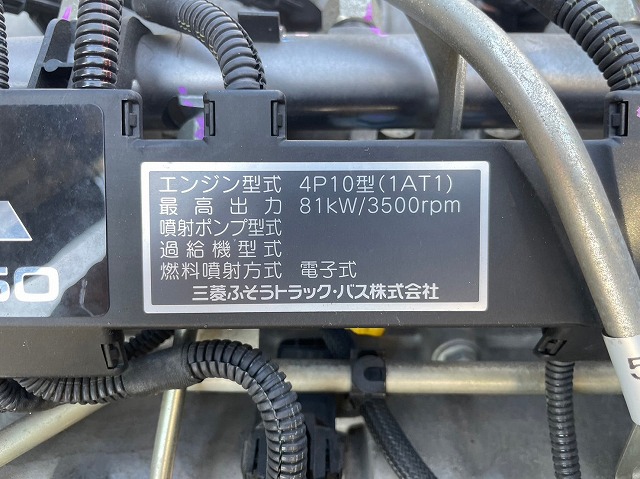 エンジン型式 4P10型(1AT1)
最高出力 81kW/3500rpm
噴射ポンプ型式
過給機型式
燃料噴射方式 電子式
三菱ふそうトラック・バス株式会社
50
5